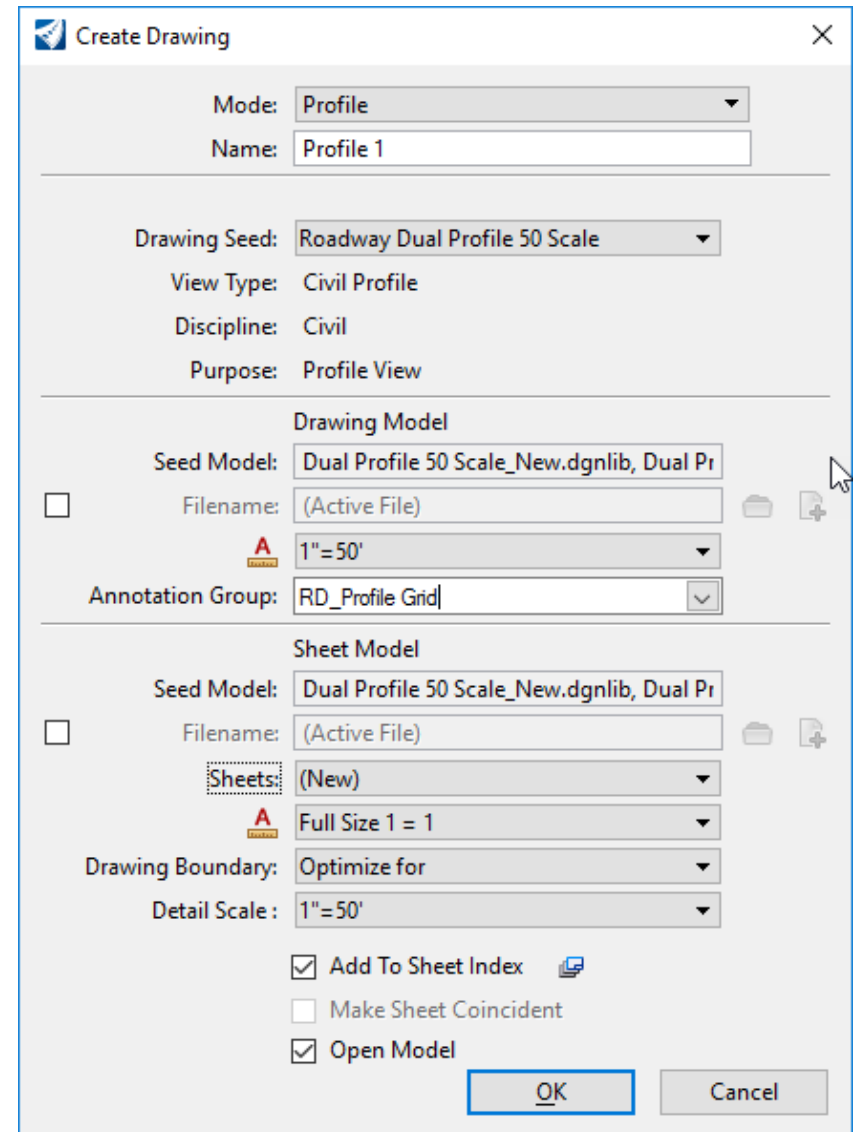 Create Drawing
Mode: Profile
Name: Profile 1
Drawing Seed: Roadway Dual Profile 50 Scale
View Type: Civil Profile
Discipline: Civil
Purpose: Profile View
Drawing Model
Seed Model: Dual Profile 50 Scale_New.dgnlib, Dual Pr
Filename: (Active File)
A 1"=50'
Annotation Group: RD_Profile Grid
Sheet Model
Seed Model: Dual Profile 50 Scale_New.dgnlib, Dual Pr
Filename: (Active File)
Sheets: (New)
A Full Size 1 = 1
Drawing Boundary: Optimize for
Detail Scale : 1"=50'
Add To Sheet Index
Make Sheet Coincident
Open Model
OK Cancel